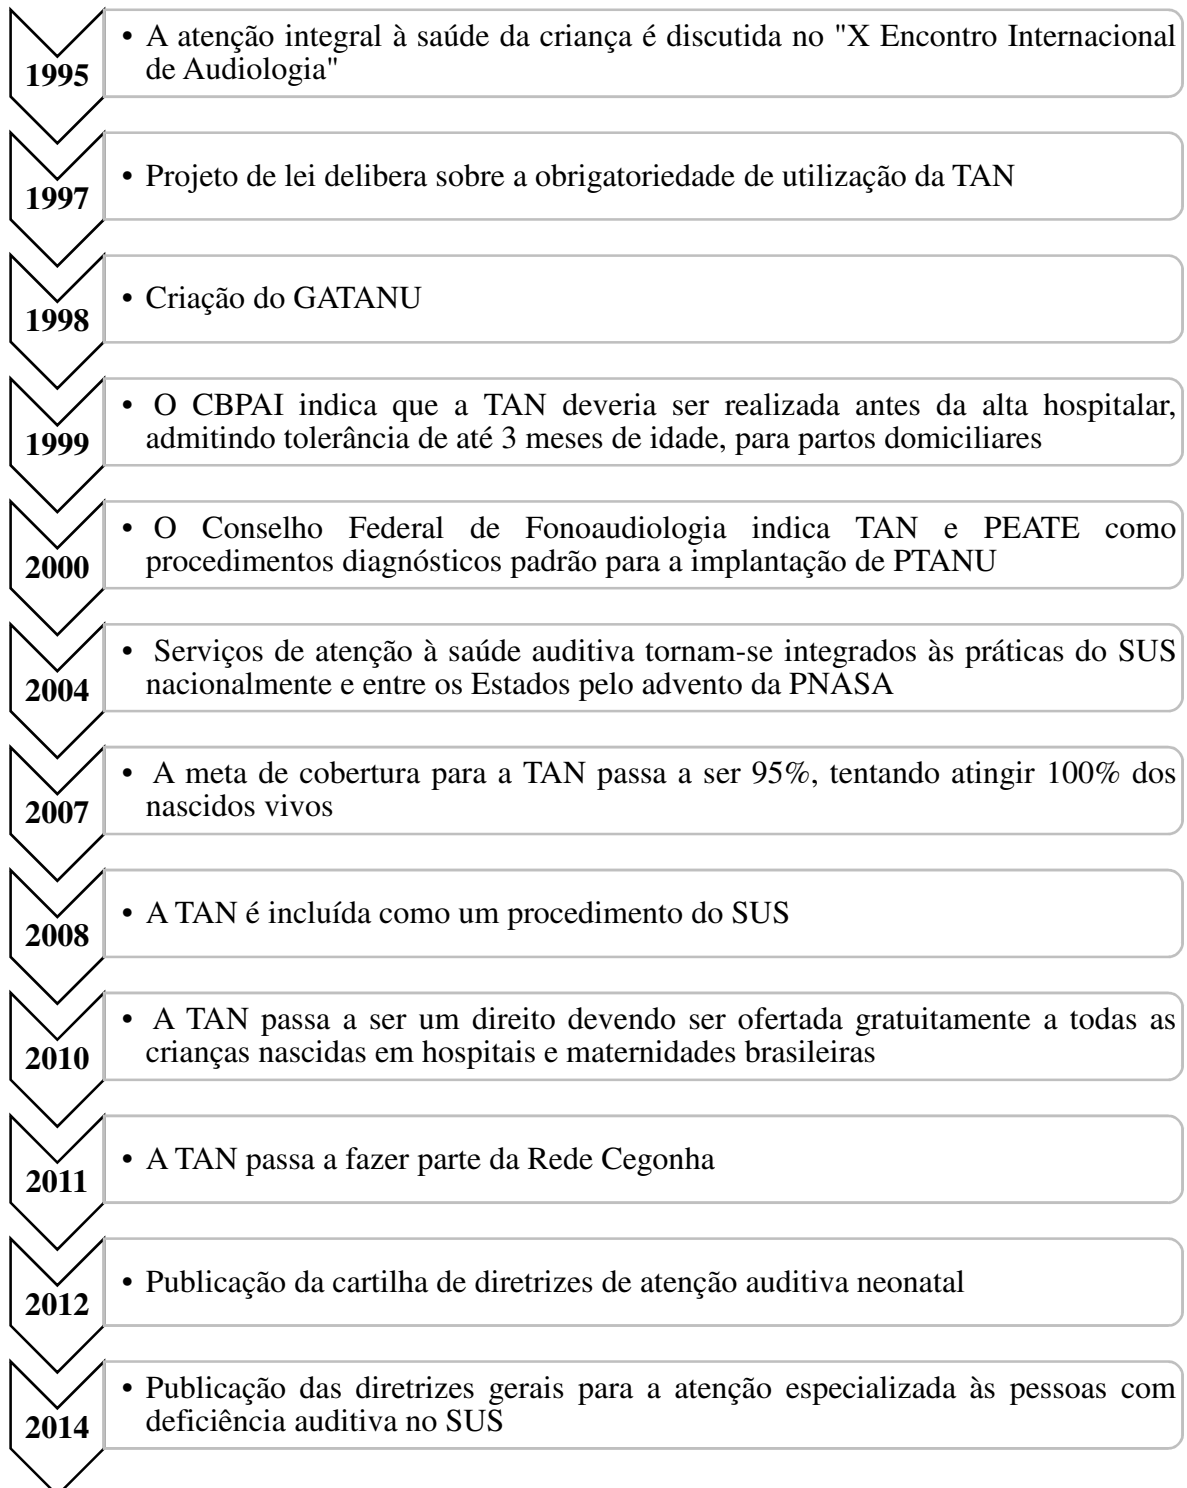 1995
• A atenção integral à saúde da criança é discutida no "X Encontro Internacional
de Audiologia"
1997
• Projeto de lei delibera sobre a obrigatoriedade de utilização da TAN
1998
• Criação do GATANU
1999
• O CBPAI indica que a TAN deveria ser realizada antes da alta hospitalar,
admitindo tolerância de até 3 meses de idade, para partos domiciliares
2000
• O Conselho Federal de Fonoaudiologia indica TAN e PEATE como
procedimentos diagnósticos padrão para a implantação de PTANU
2004
• Serviços de atenção à saúde auditiva tornam-se integrados às práticas do SUS
nacionalmente e entre os Estados pelo advento da PNASA
2007
• A meta de cobertura para a TAN passa a ser 95%, tentando atingir 100% dos
nascidos vivos
2008
• A TAN é incluída como um procedimento do SUS
2010
• A TAN passa a ser um direito devendo ser ofertada gratuitamente a todas as
crianças nascidas em hospitais e maternidades brasileiras
2011
• A TAN passa a fazer parte da Rede Cegonha
2012
• Publicação da cartilha de diretrizes de atenção auditiva neonatal
2014
• Publicação das diretrizes gerais para a atenção especializada às pessoas com
deficiência auditiva no SUS